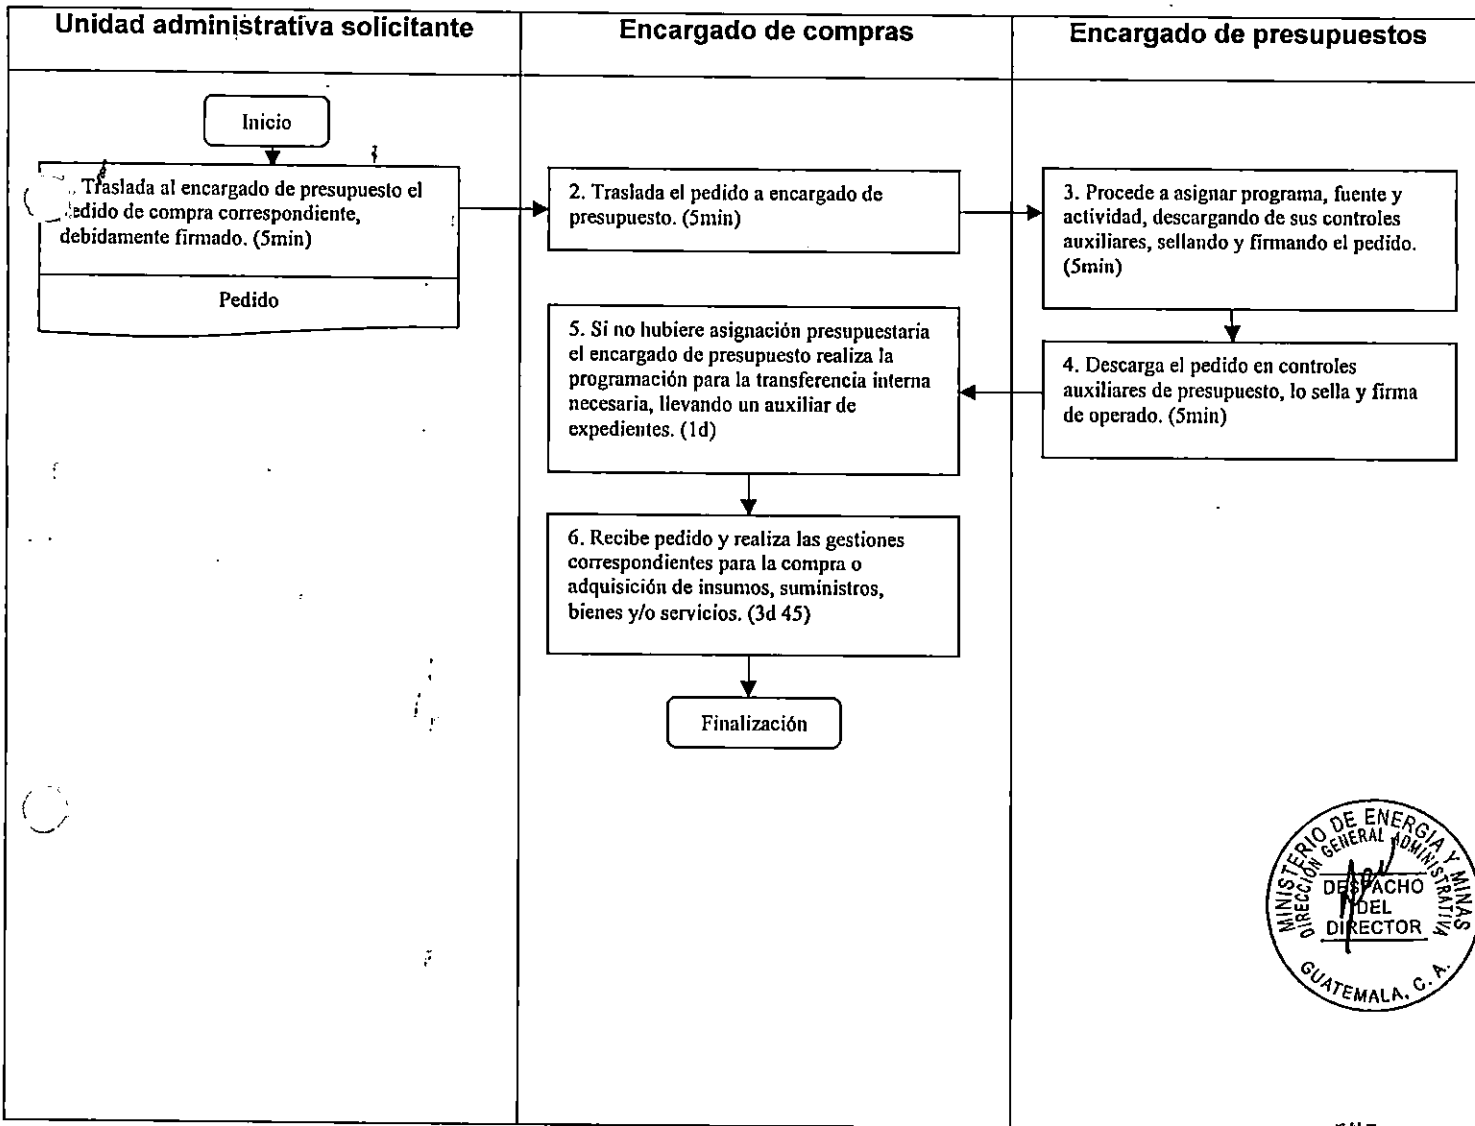 Unidad administrativa solicitante
Encargado de compras
Encargado de presupuestos
Inicio
Traslada al encargado de presupuesto el
pedido de compra correspondiente,
debidamente firmado. (5min)
Pedido
2. Traslada el pedido a encargado de
presupuesto. (5min)
3. Procede a asignar programa, fuente y
actividad, descargando de sus controles
auxiliares, sellando y firmando el pedido.
(5min)
4. Descarga el pedido en controles
auxiliares de presupuesto, lo sella y firma
de operado. (5min)
5. Si no hubiere asignación presupuestaria
el encargado de presupuesto realiza la
programación para la transferencia interna
necesaria, llevando un auxiliar de
expedientes. (1d)
6. Recibe pedido y realiza las gestiones
correspondientes para la compra o
adquisición de insumos, suministros,
bienes y/o servicios. (3d 45)
Finalización
MINISTERIO DE ENERGIA Y MINAS
DIRECCIÓN GENERAL ADMINISTRATIVA
DESPACHO
DEL
DIRECTOR
GUATEMALA, C. A.